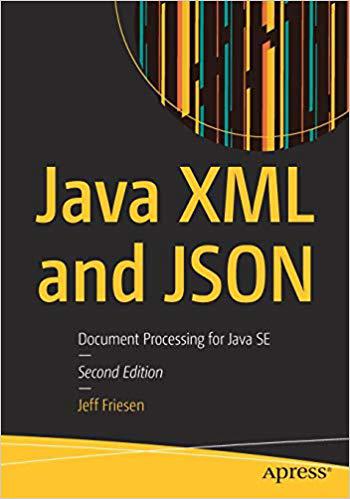 Java XML
and JSON
Document Processing for Java SE
Second Edition
Jeff Friesen
Apress®